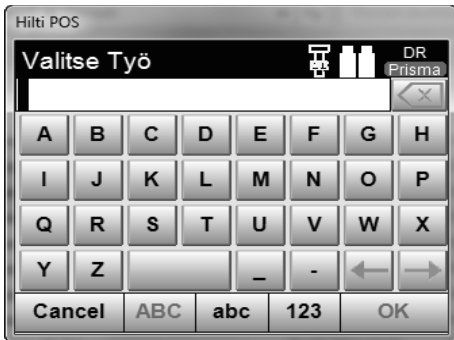 Hilti POS
Valitse Työ
DR
Prisma
A B C D E F G H
I J K L M N O P
Q R S T U V W X
Y Z _ -
Cancel ABC abc 123 OK